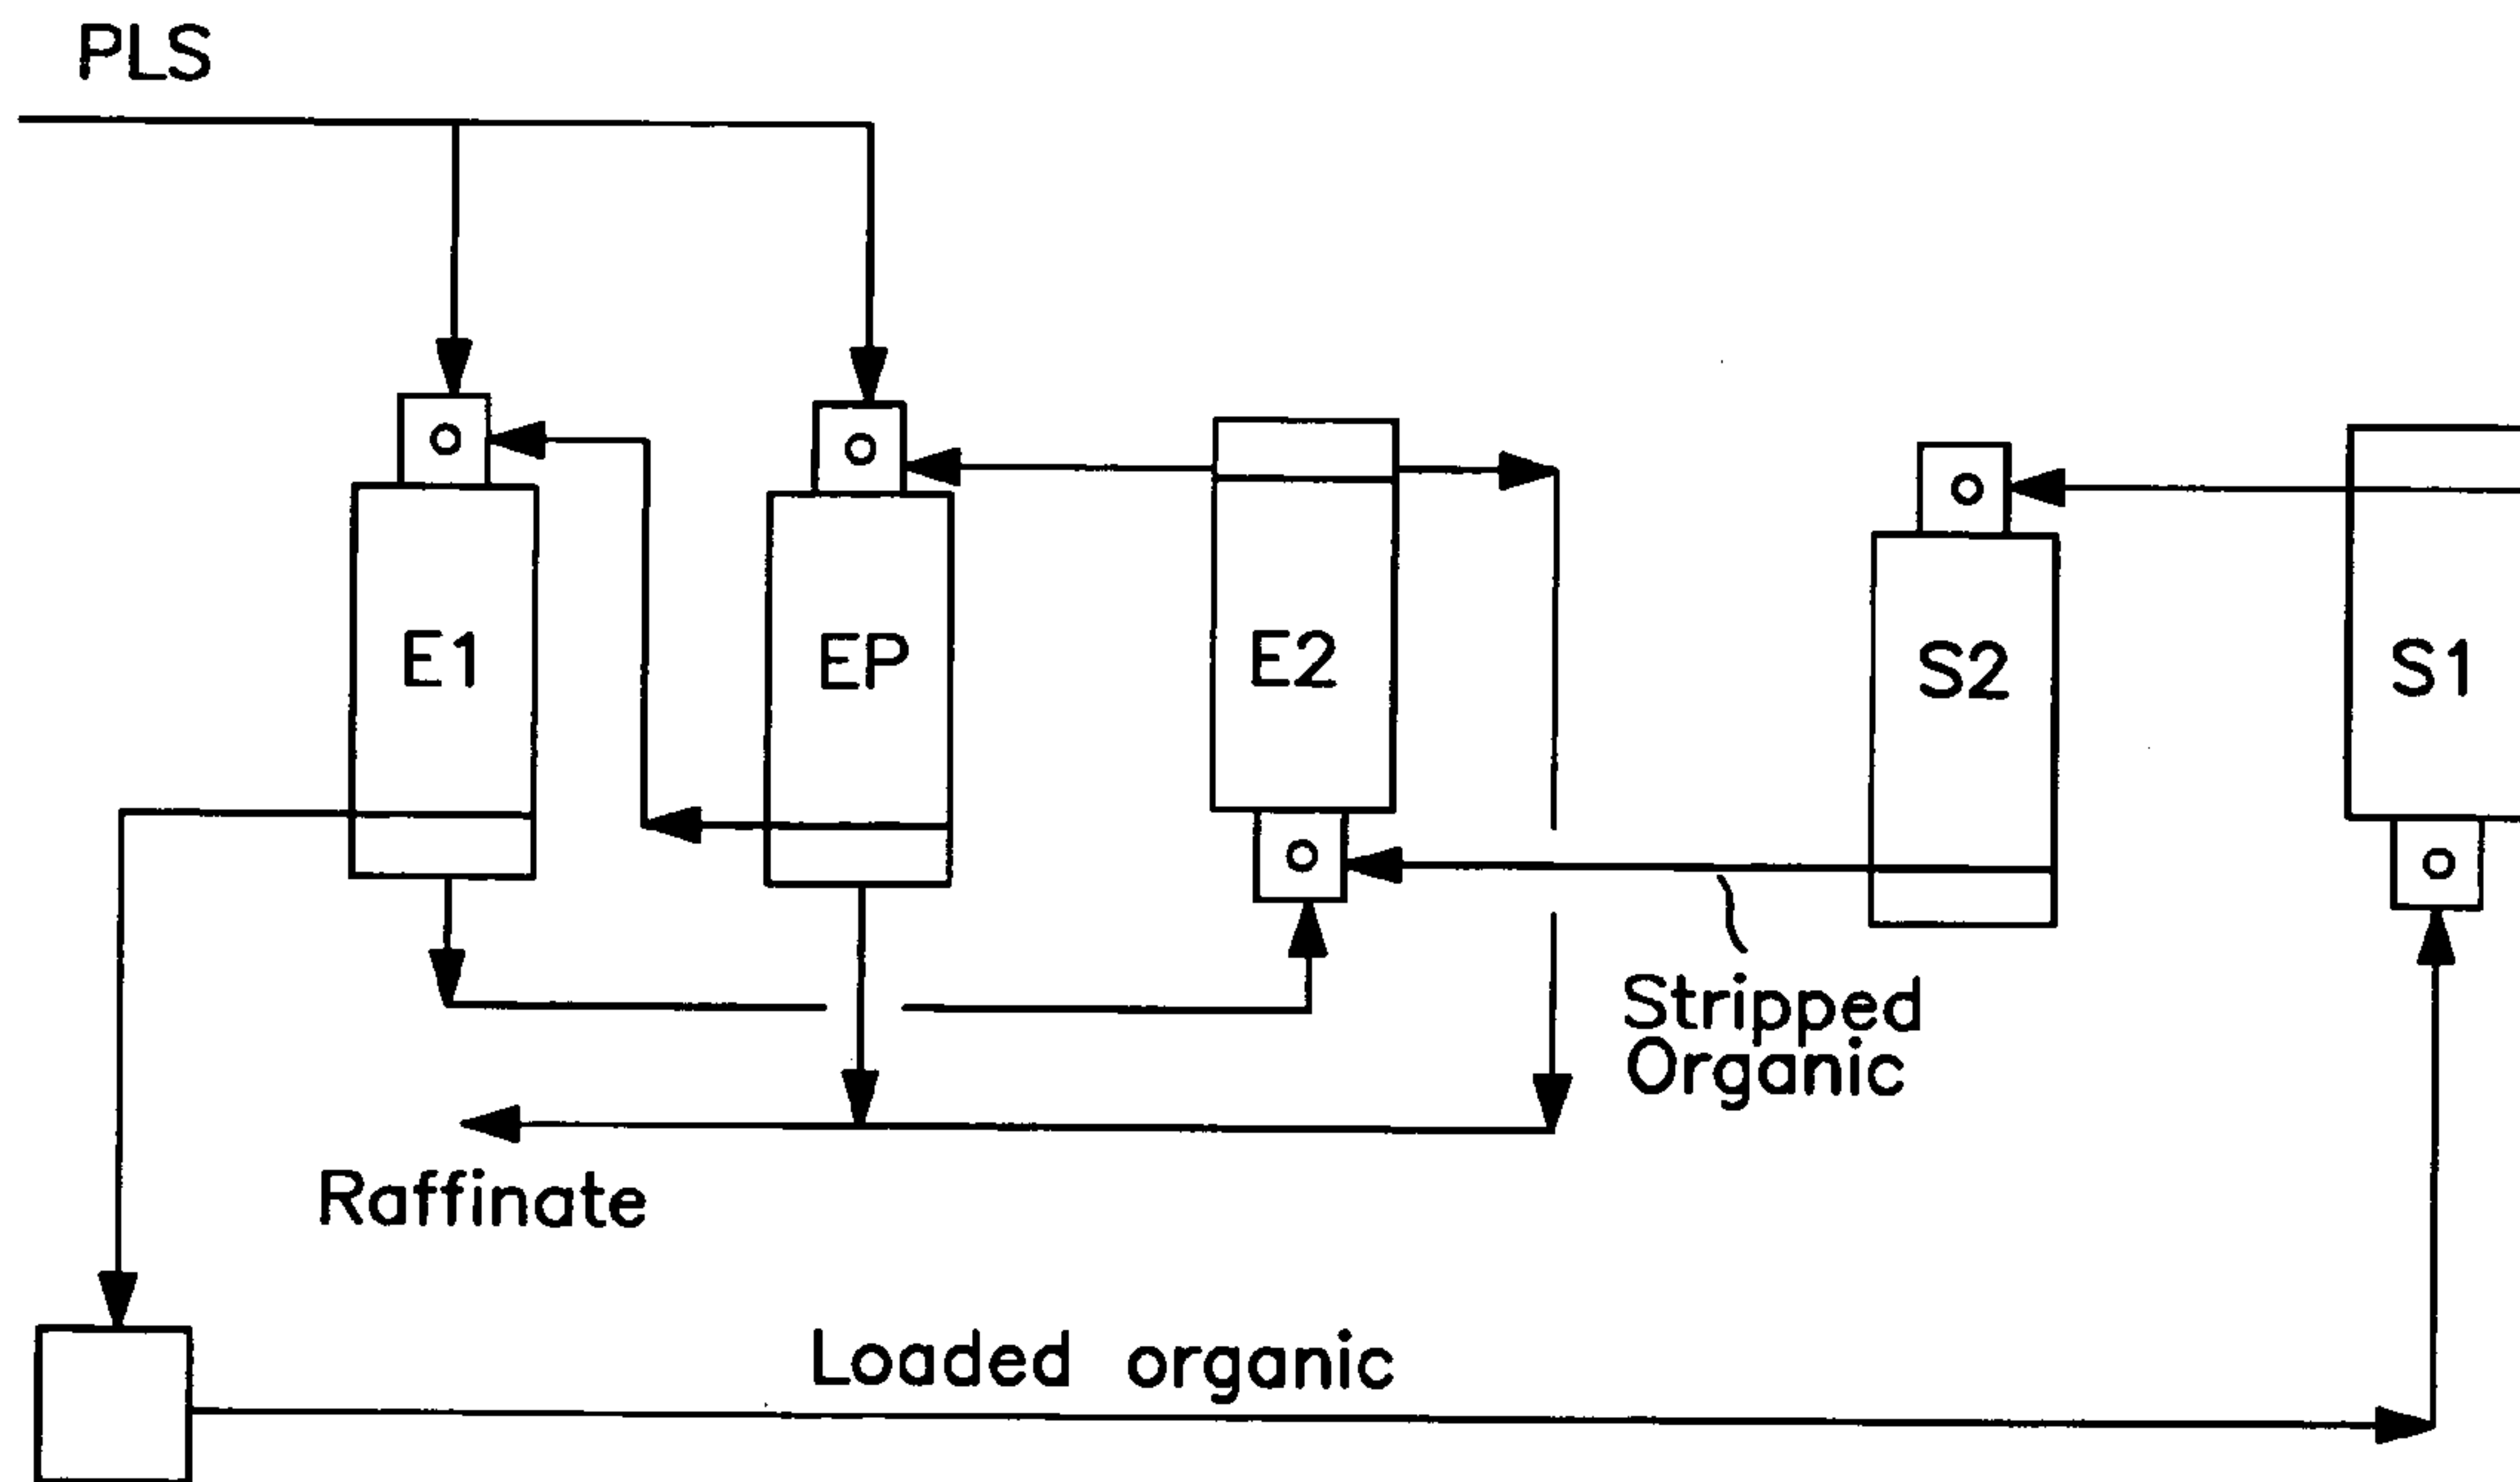 PLS
E1
EP
E2
S2
S1
Stripped
Organic
Raffinate
Loaded organic